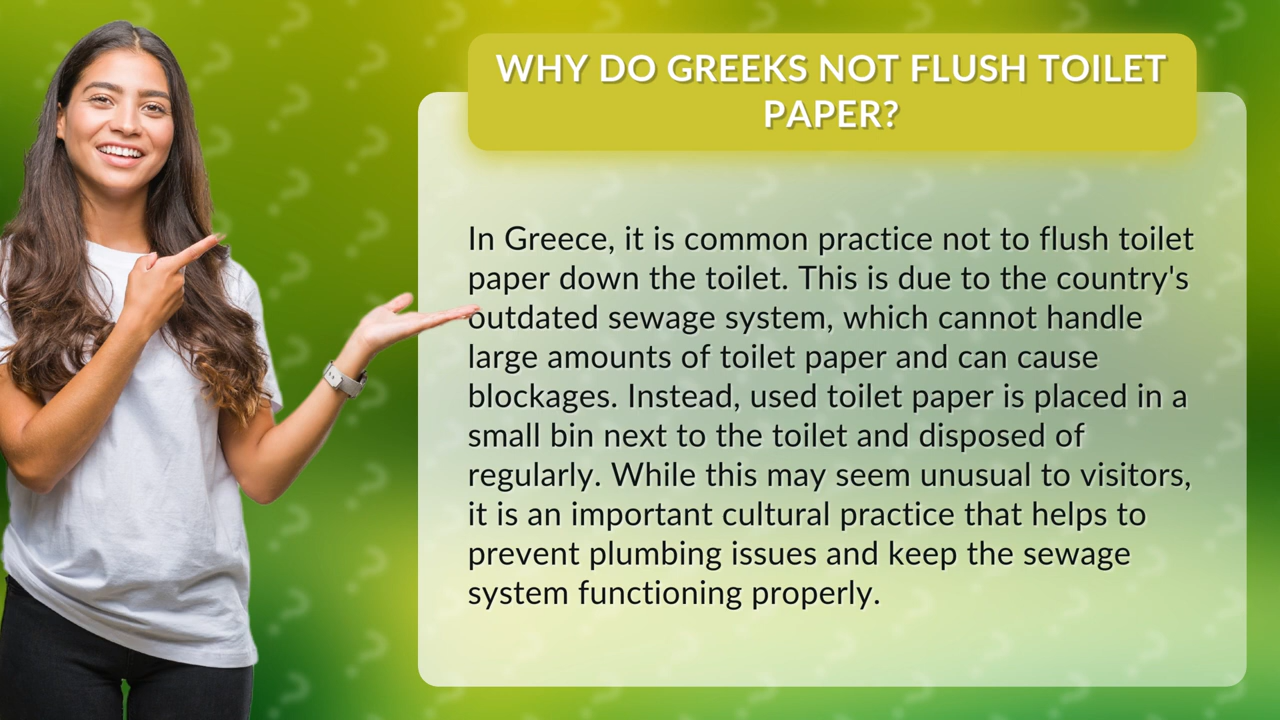 WHY DO GREEKS NOT FLUSH TOILET
PAPER?
In Greece, it is common practice not to flush toilet
paper down the toilet. This is due to the country's
outdated sewage system, which cannot handle
large amounts of toilet paper and can cause
blockages. Instead, used toilet paper is placed in a
small bin next to the toilet and disposed of
regularly. While this may seem unusual to visitors,
it is an important cultural practice that helps to
prevent plumbing issues and keep the sewage
system functioning properly.